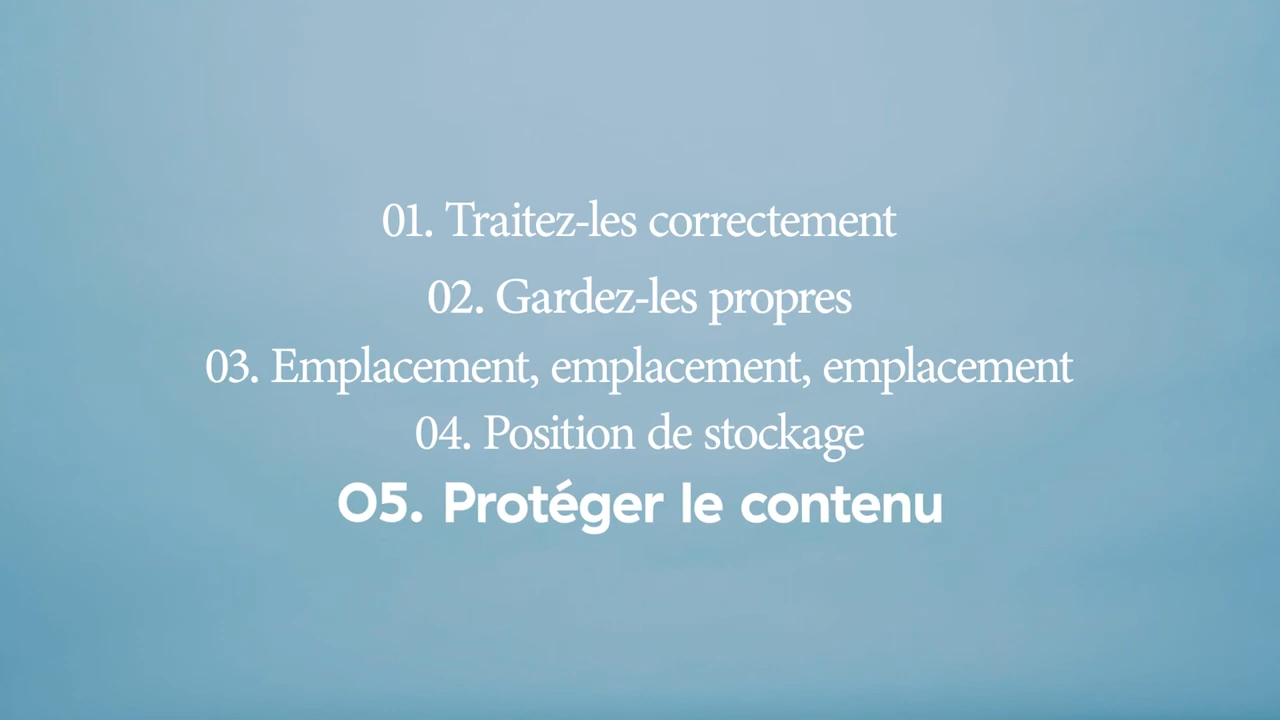 01. Traitez-les correctement
02. Gardez-les propres
03. Emplacement, emplacement, emplacement
04. Position de stockage
05. Protéger le contenu